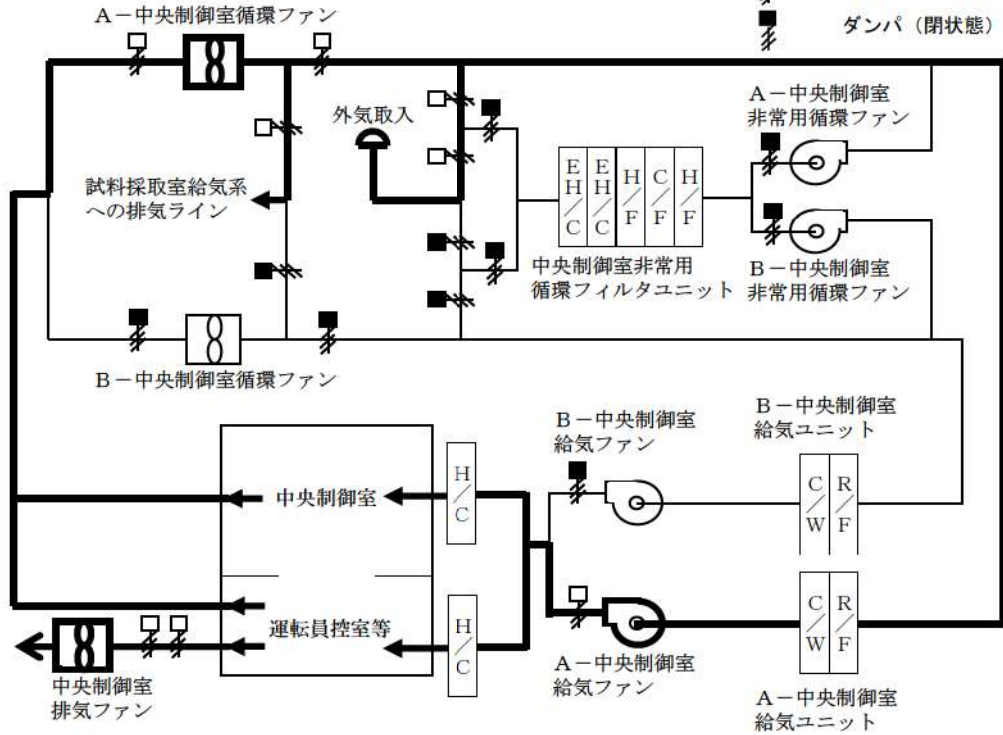 A－中央制御室循環ファン
ダンパ（閉状態）
外気取入
A－中央制御室
非常用循環ファン
試料採取室給気系
への排気ライン
EH/C
EH/C
H/F
C/F
H/F
中央制御室非常用
循環フィルタユニット
B－中央制御室
非常用循環ファン
B－中央制御室循環ファン
B－中央制御室
給気ファン
B－中央制御室
給気ユニット
中央制御室
H/C
C/W
R/F
運転員控室等
H/C
C/W
R/F
A－中央制御室
給気ファン
中央制御室
排気ファン
A－中央制御室
給気ユニット